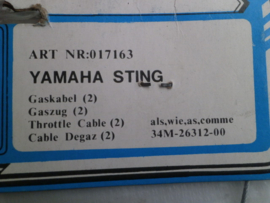 ART NR:017163
YAMAHA STING
Gaskabel (2)
Gaszug (2)
Throttle Cable (2) als,wie,as,comme
Cable Degaz (2) 34M-26312-00